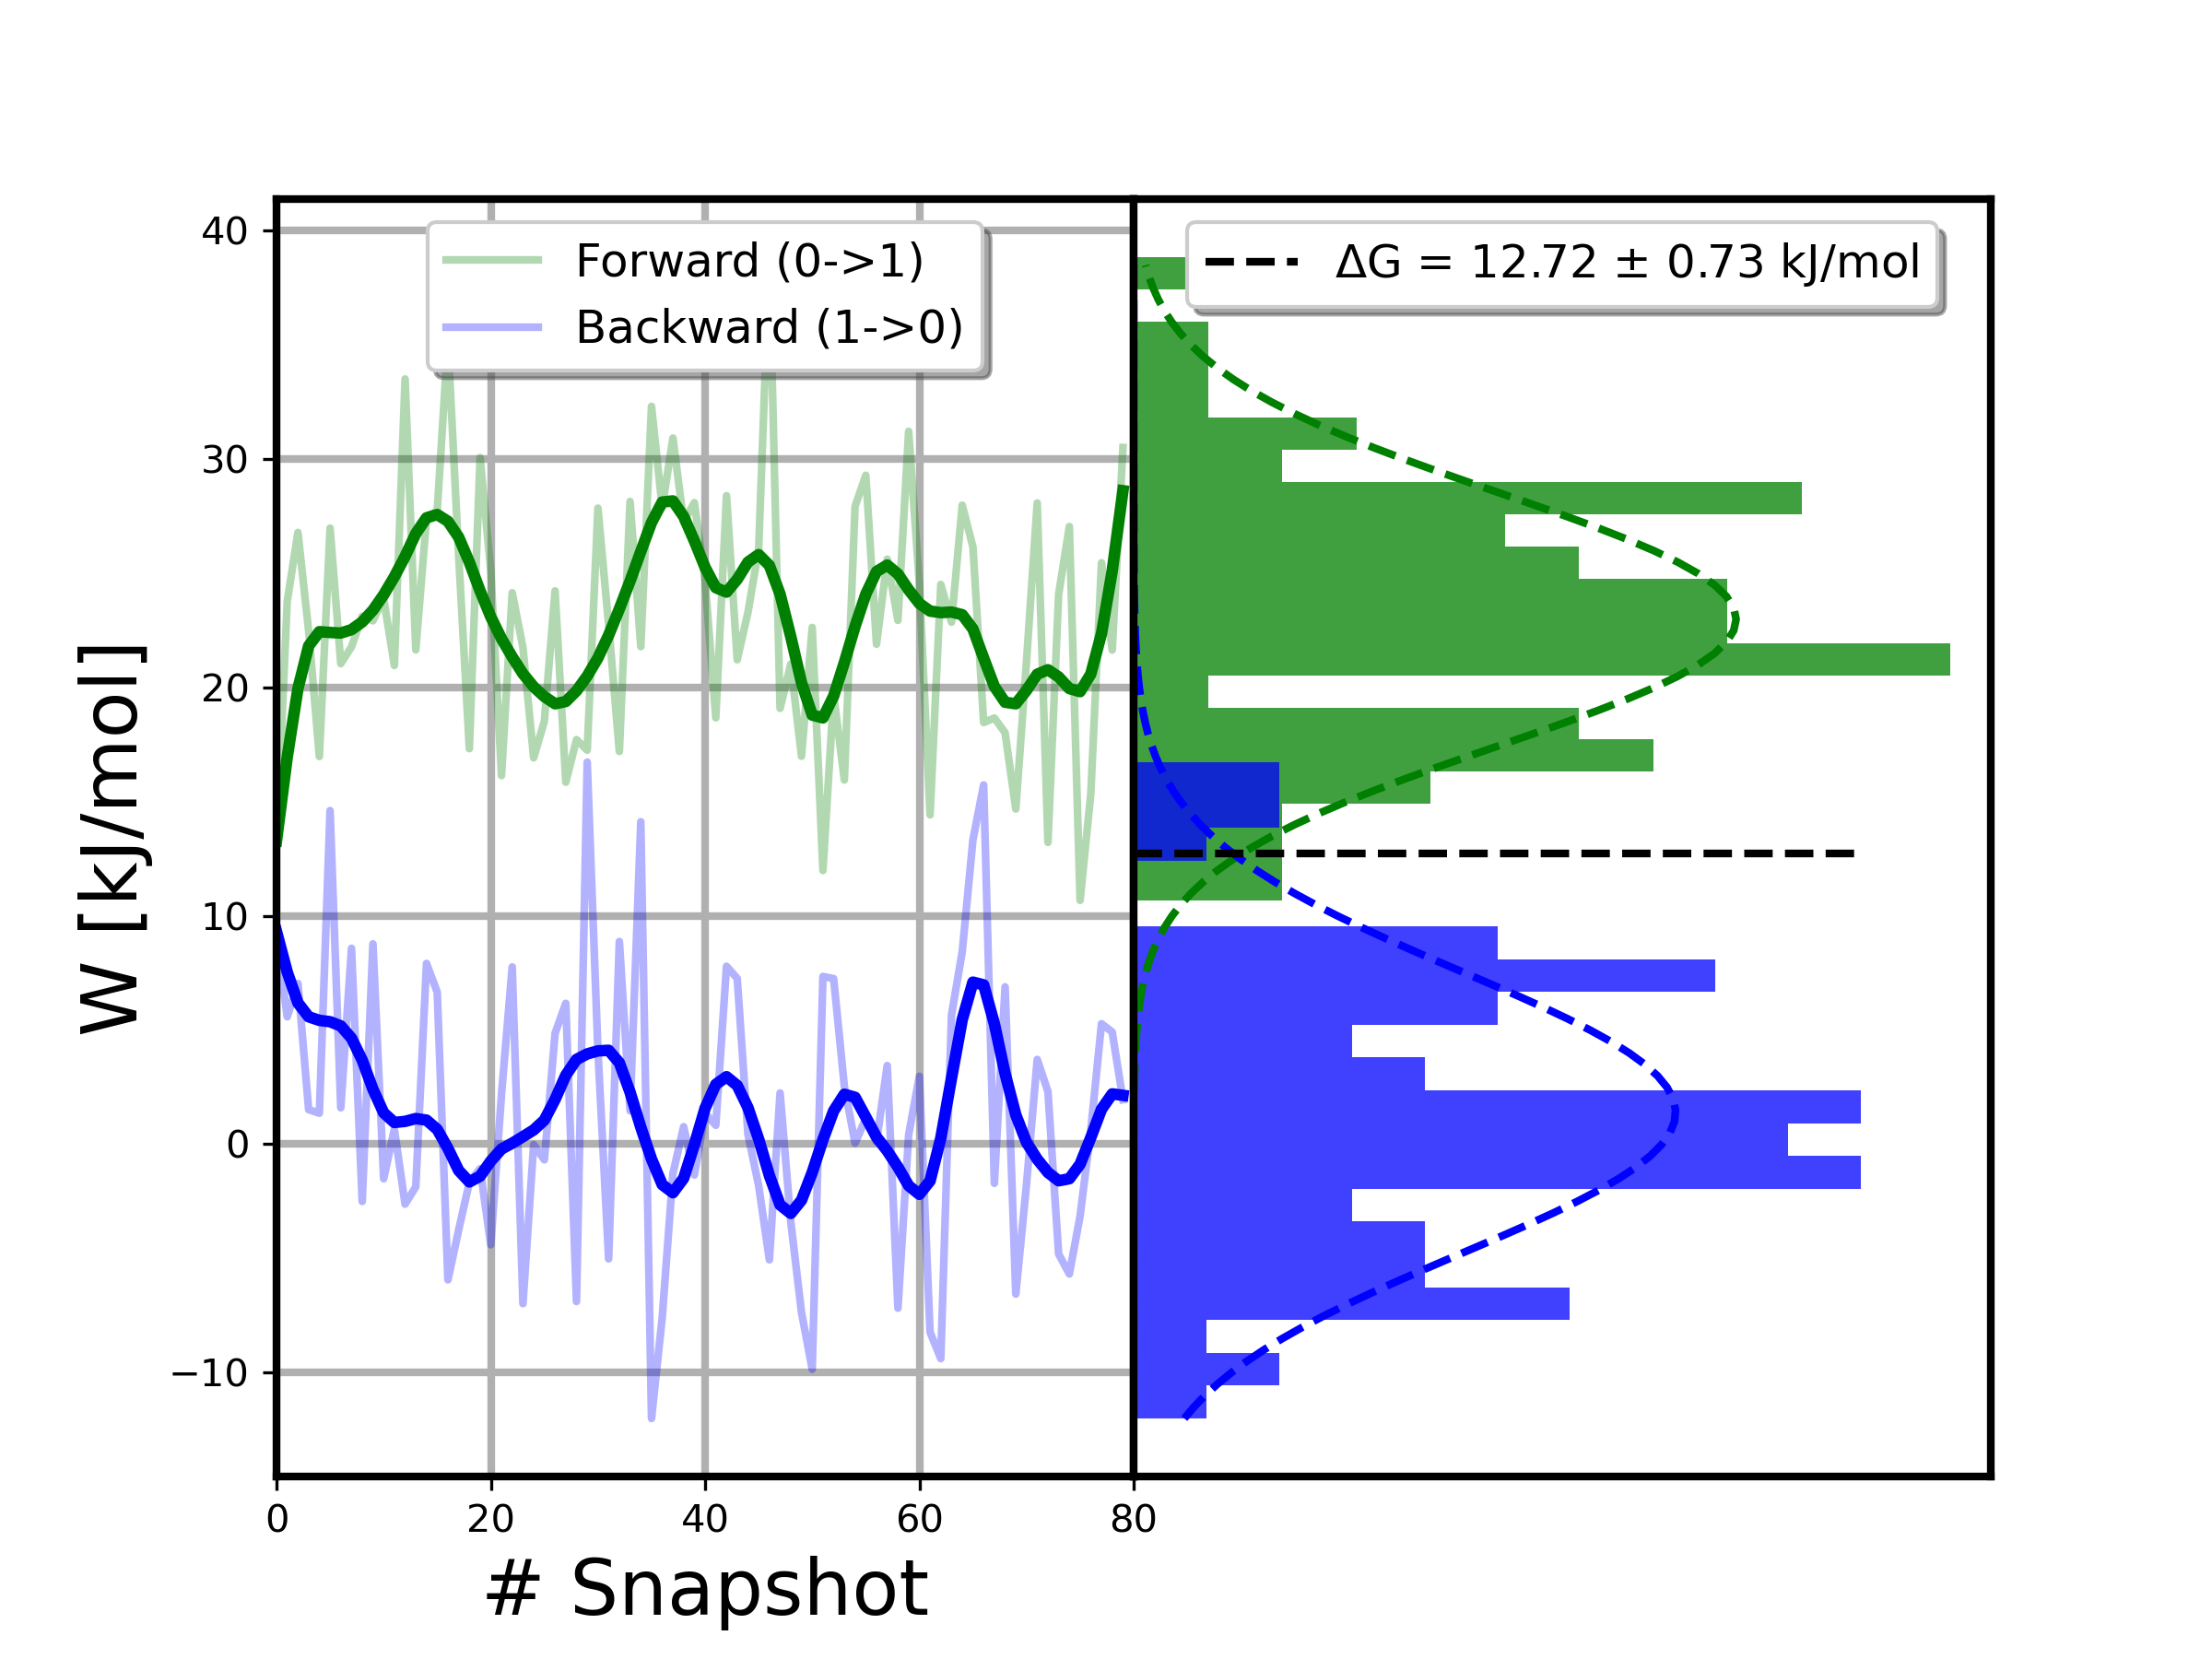 Forward (0->1)
Backward (1->0)
ΔG = 12.72 ± 0.73 kJ/mol
W [kJ/mol]
40
30
20
10
0
−10
0 20 40 60 80
# Snapshot